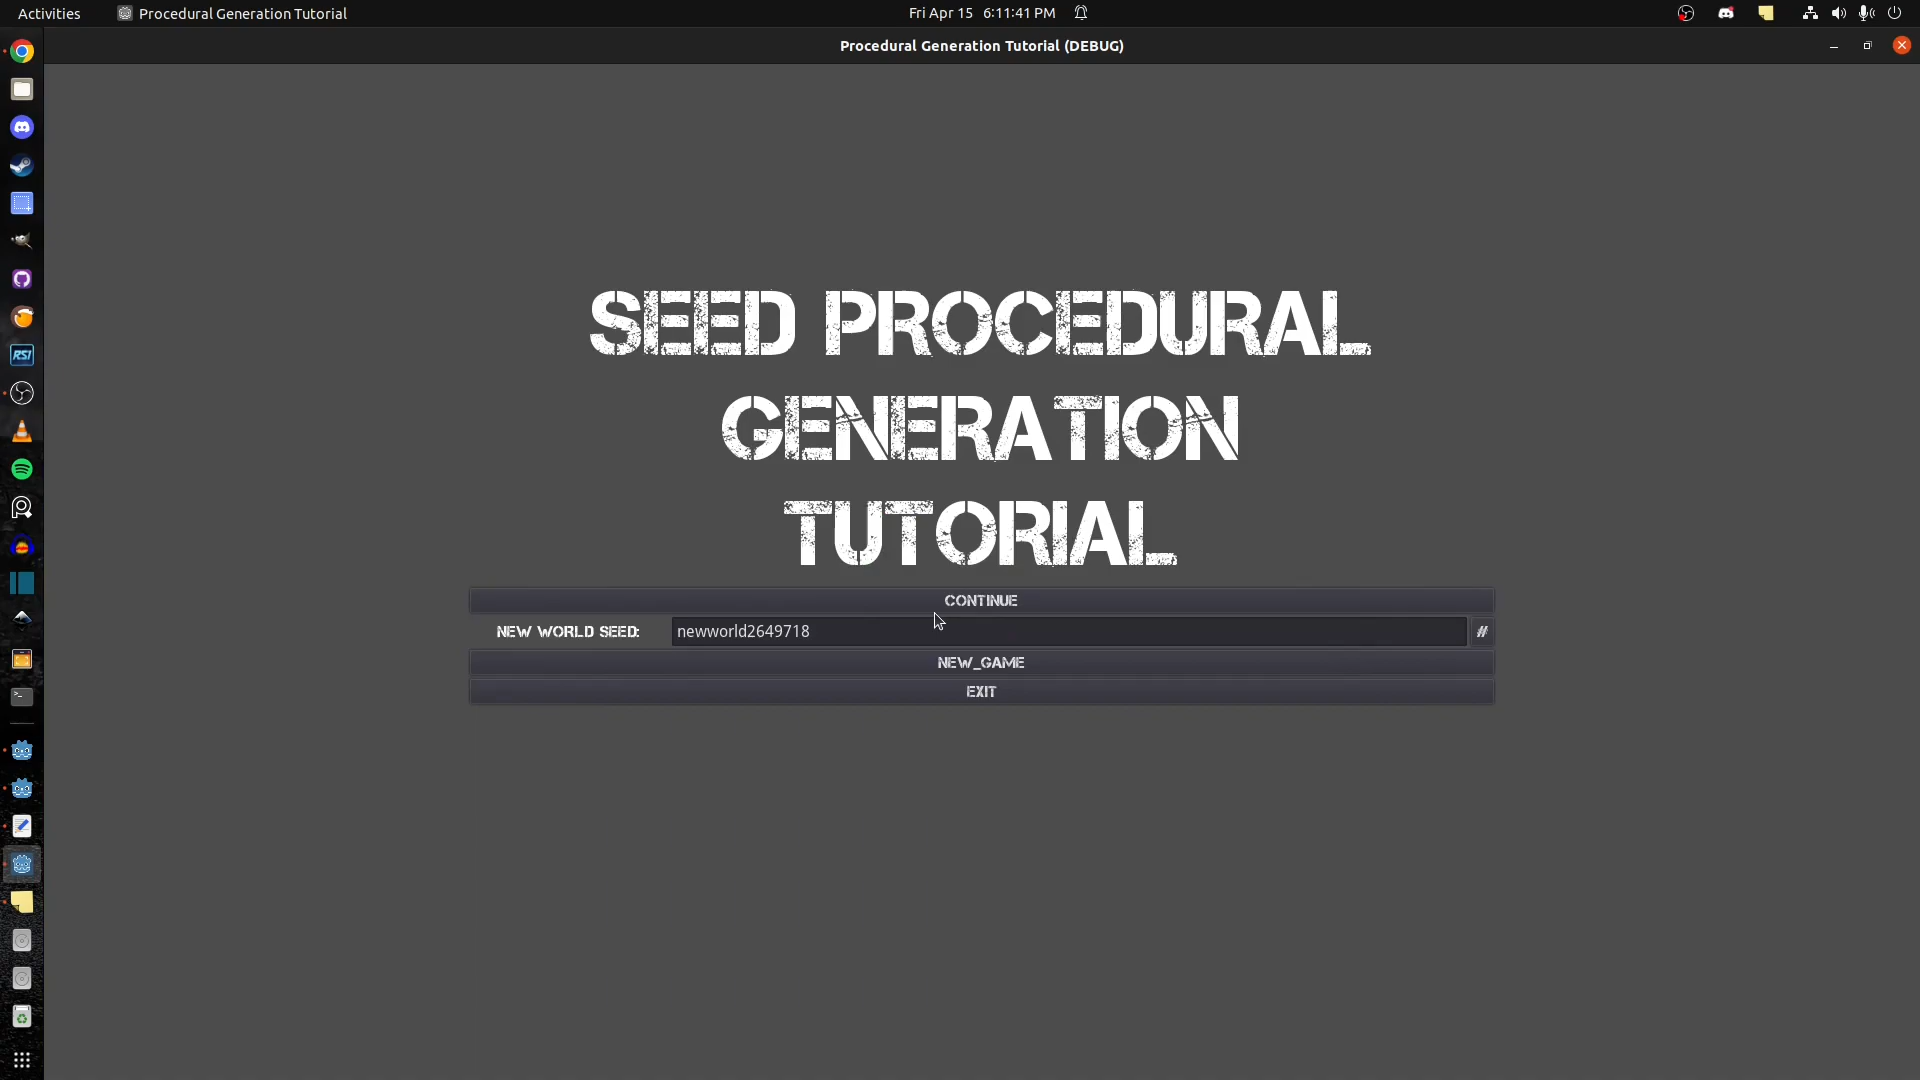 Activities
Procedural Generation Tutorial
Fri Apr 15 6:11:41 PM
Procedural Generation Tutorial (DEBUG)
RSI
SEED PROCEDURAL
GENERATION
TUTORIAL
CONTINUE
NEW WORLD SEED:
newworld2649718
#
NEW_GAME
EXIT